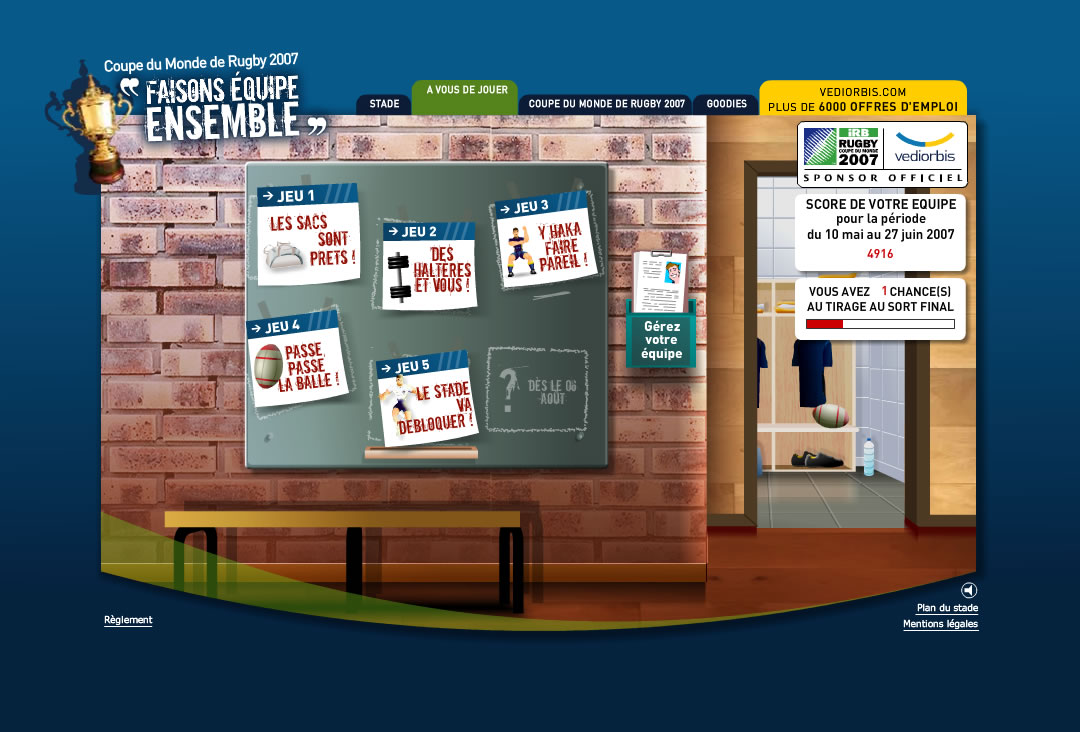 Coupe du Monde de Rugby 2007
“ FAISONS ÉQUIPE
ENSEMBLE ”
STADE
A VOUS DE JOUER
COUPE DU MONDE DE RUGBY 2007
GOODIES
VEDIORBIS.COM
PLUS DE 6000 OFFRES D'EMPLOI
iRB
RUGBY
COUPE DU MONDE
2007
vediorbis
SPONSOR OFFICIEL
SCORE DE VOTRE EQUIPE
pour la période
du 10 mai au 27 juin 2007
4916
VOUS AVEZ 1 CHANCE(S)
AU TIRAGE AU SORT FINAL
→ JEU 1
LES SACS
SONT
PRETS !
→ JEU 2
DES
HALTERES
ET VOUS !
→ JEU 3
Y HAKA
FAIRE
PAREIL !
→ JEU 4
PASSE
PASSE
LA BALLE !
→ JEU 5
LE STADE
VA
DEBLOQUER !
?
DÈS LE 06
AOÛT
Gérez
votre
équipe
Règlement
Plan du stade
Mentions légales